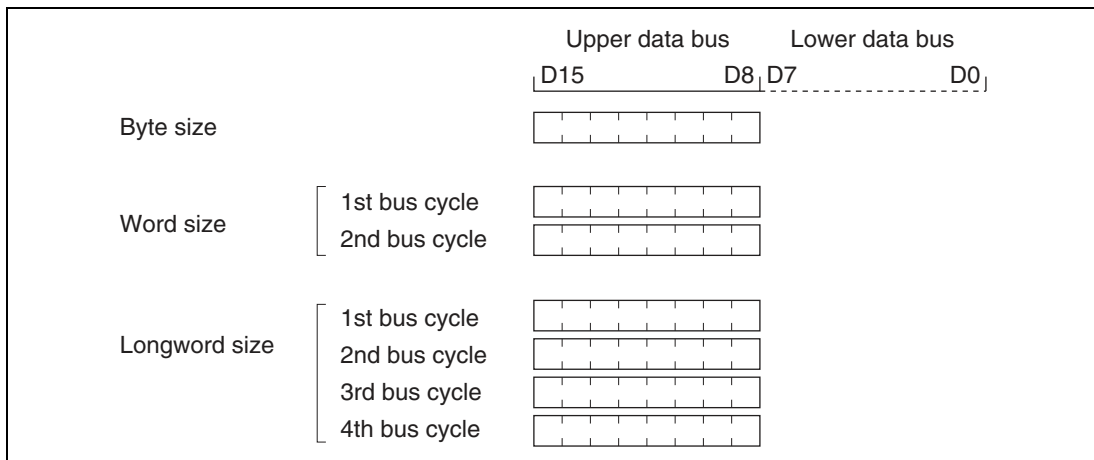 Upper data bus Lower data bus
D15 D8 D7 D0
Byte size
Word size
1st bus cycle
2nd bus cycle
Longword size
1st bus cycle
2nd bus cycle
3rd bus cycle
4th bus cycle